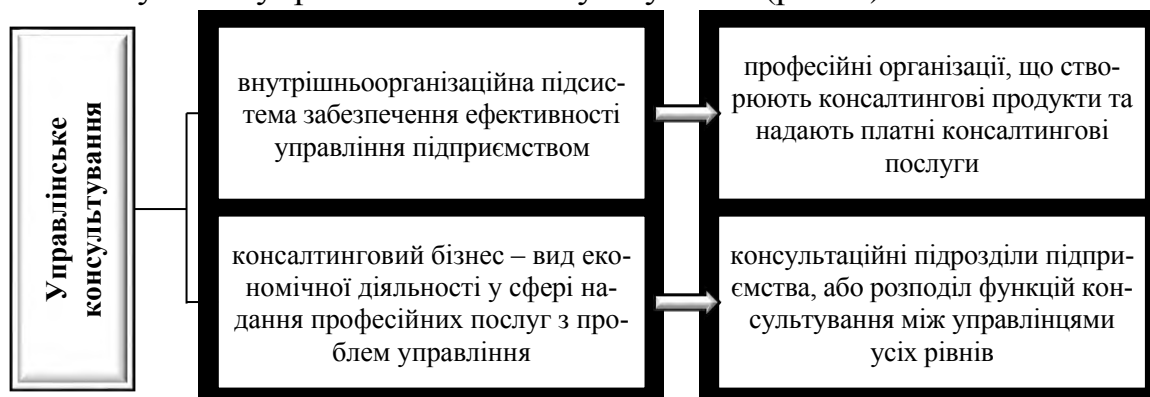 Управлінське
консультування
внутрішньоорганізаційна підсис-
тема забезпечення ефективності
управління підприємством
професійні організації, що ство-
рюють консалтингові продукти та
надають платні консалтингові
послуги
консалтинговий бізнес – вид еко-
номічної діяльності у сфері на-
дання професійних послуг з про-
блем управління
консультаційні підрозділи підпри-
ємства, або розподіл функцій кон-
сультування між управлінцями
усіх рівнів